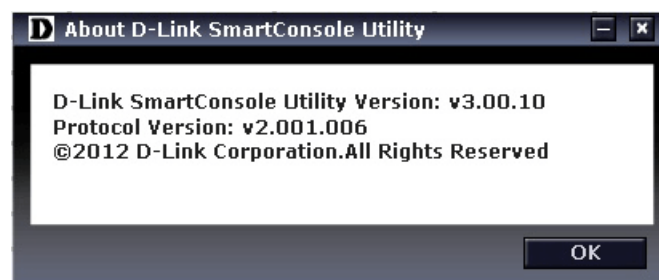 D About D-Link SmartConsole Utility
D-Link SmartConsole Utility Version: v3.00.10
Protocol Version: v2.001.006
©2012 D-Link Corporation.All Rights Reserved
OK